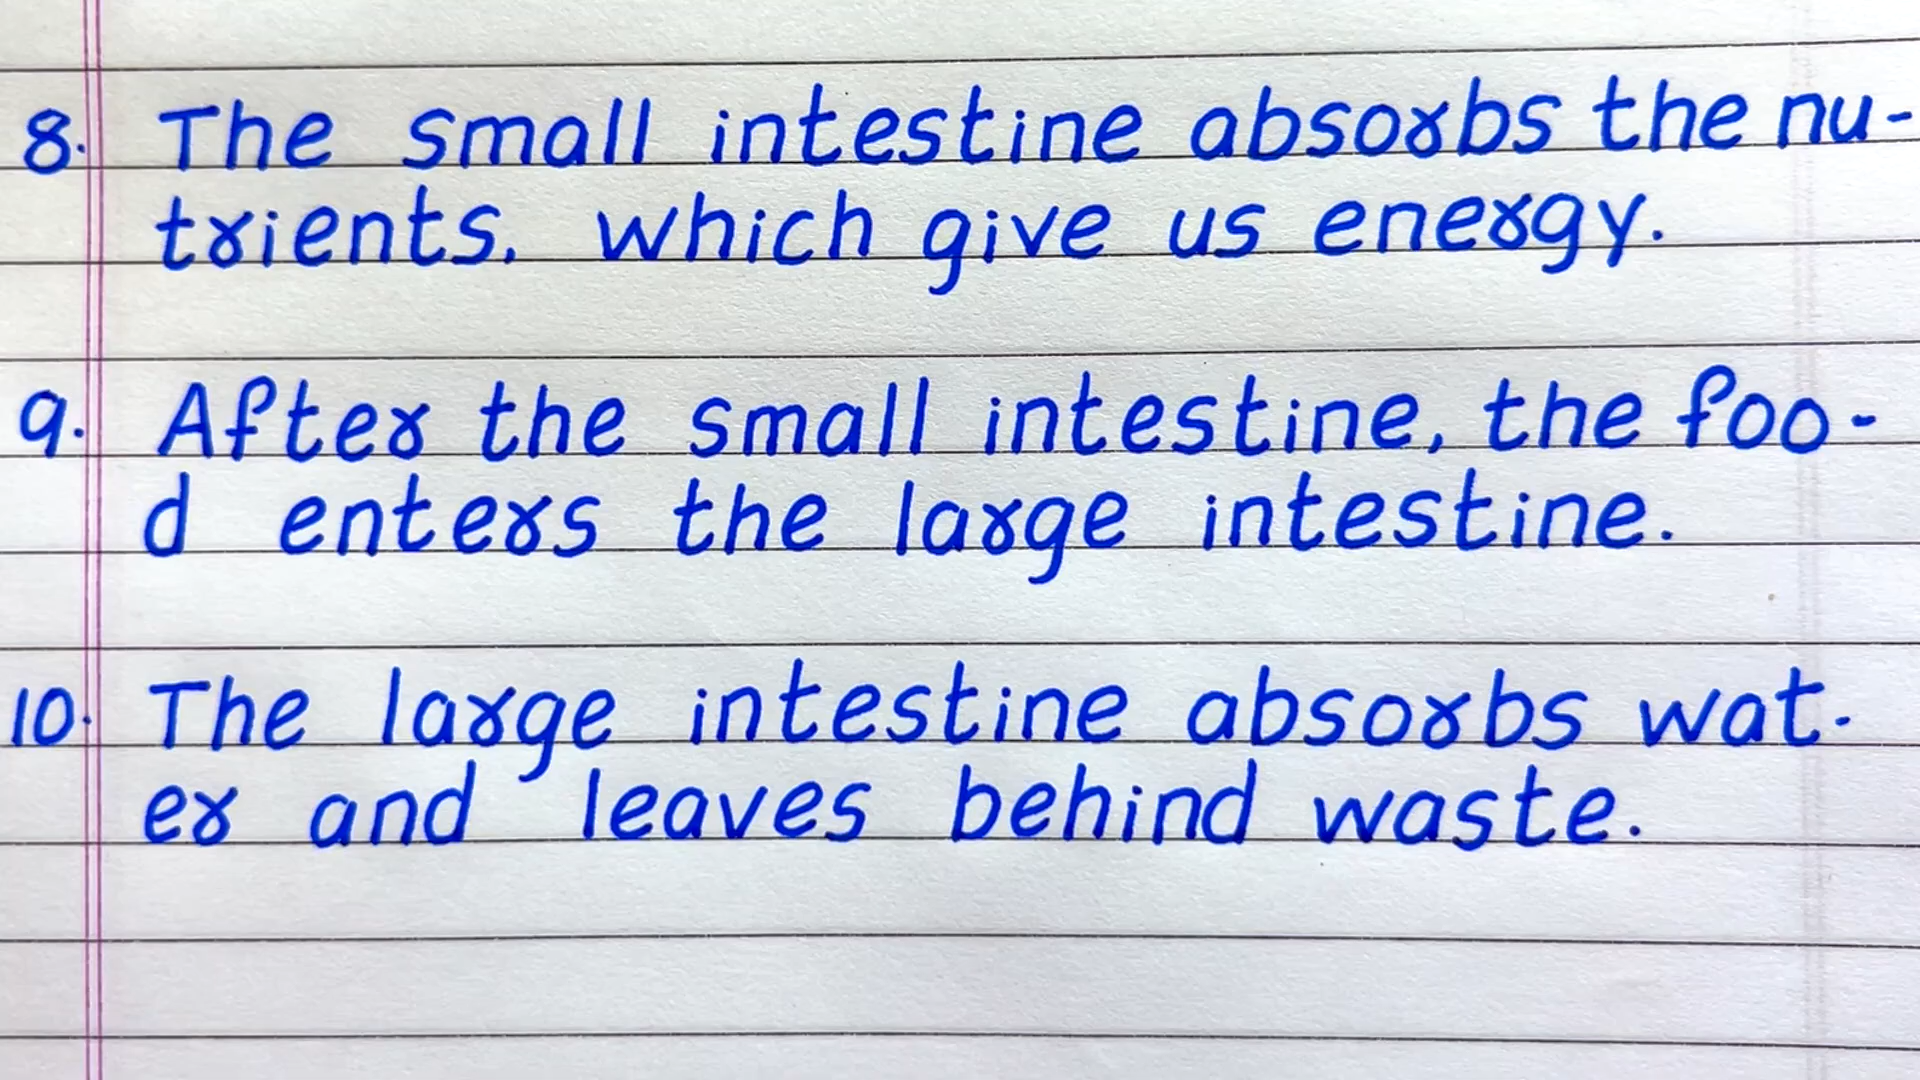 8. The small intestine absorbs the nu-
trients, which give us energy.
9. After the small intestine, the foo-
d enters the large intestine.
10. The large intestine absorbs wat-
er and leaves behind waste.